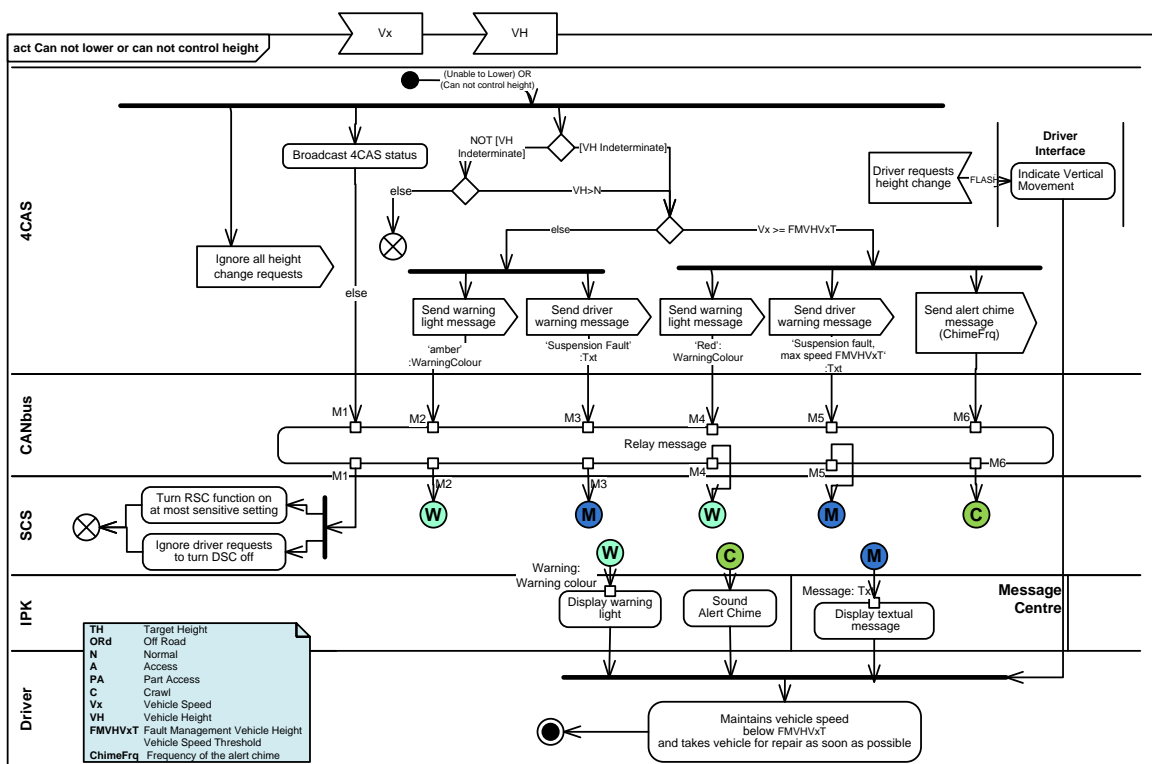 Vx
VH
act Can not lower or can not control height
(Unable to Lower) OR
(Can not control height)
4CAS
Broadcast 4CAS status
NOT [VH
Indeterminate]
[VH Indeterminate]
else
VH>N
Driver
Interface
Driver requests
height change
FLASH
Indicate Vertical
Movement
Ignore all height
change requests
else
else
Vx >= FMVHVxT
Send warning
light message
Send driver
warning message
Send warning
light message
Send driver
warning message
Send alert chime
message
(ChimeFrq)
‘amber’
:WarningColour
‘Suspension Fault’
:Txt
‘Red’:
WarningColour
‘Suspension fault,
max speed FMVHVxT‘
:Txt
CANbus
M1
M2
M3
M4
M5
M6
Relay message
M1
M2
M3
M4
M5
M6
SCS
Turn RSC function on
at most sensitive setting
Ignore driver requests
to turn DSC off
W
M
W
M
C
W
C
M
IPK
Warning:
Warning colour
Display warning
light
Sound
Alert Chime
Message: Txt
Display textual
message
Message
Centre
Driver
TH Target Height
ORd Off Road
N Normal
A Access
PA Part Access
C Crawl
Vx Vehicle Speed
VH Vehicle Height
FMVHVxT Fault Management Vehicle Height
Vehicle Speed Threshold
ChimeFrq Frequency of the alert chime
Maintains vehicle speed
below FMVHVxT
and takes vehicle for repair as soon as possible